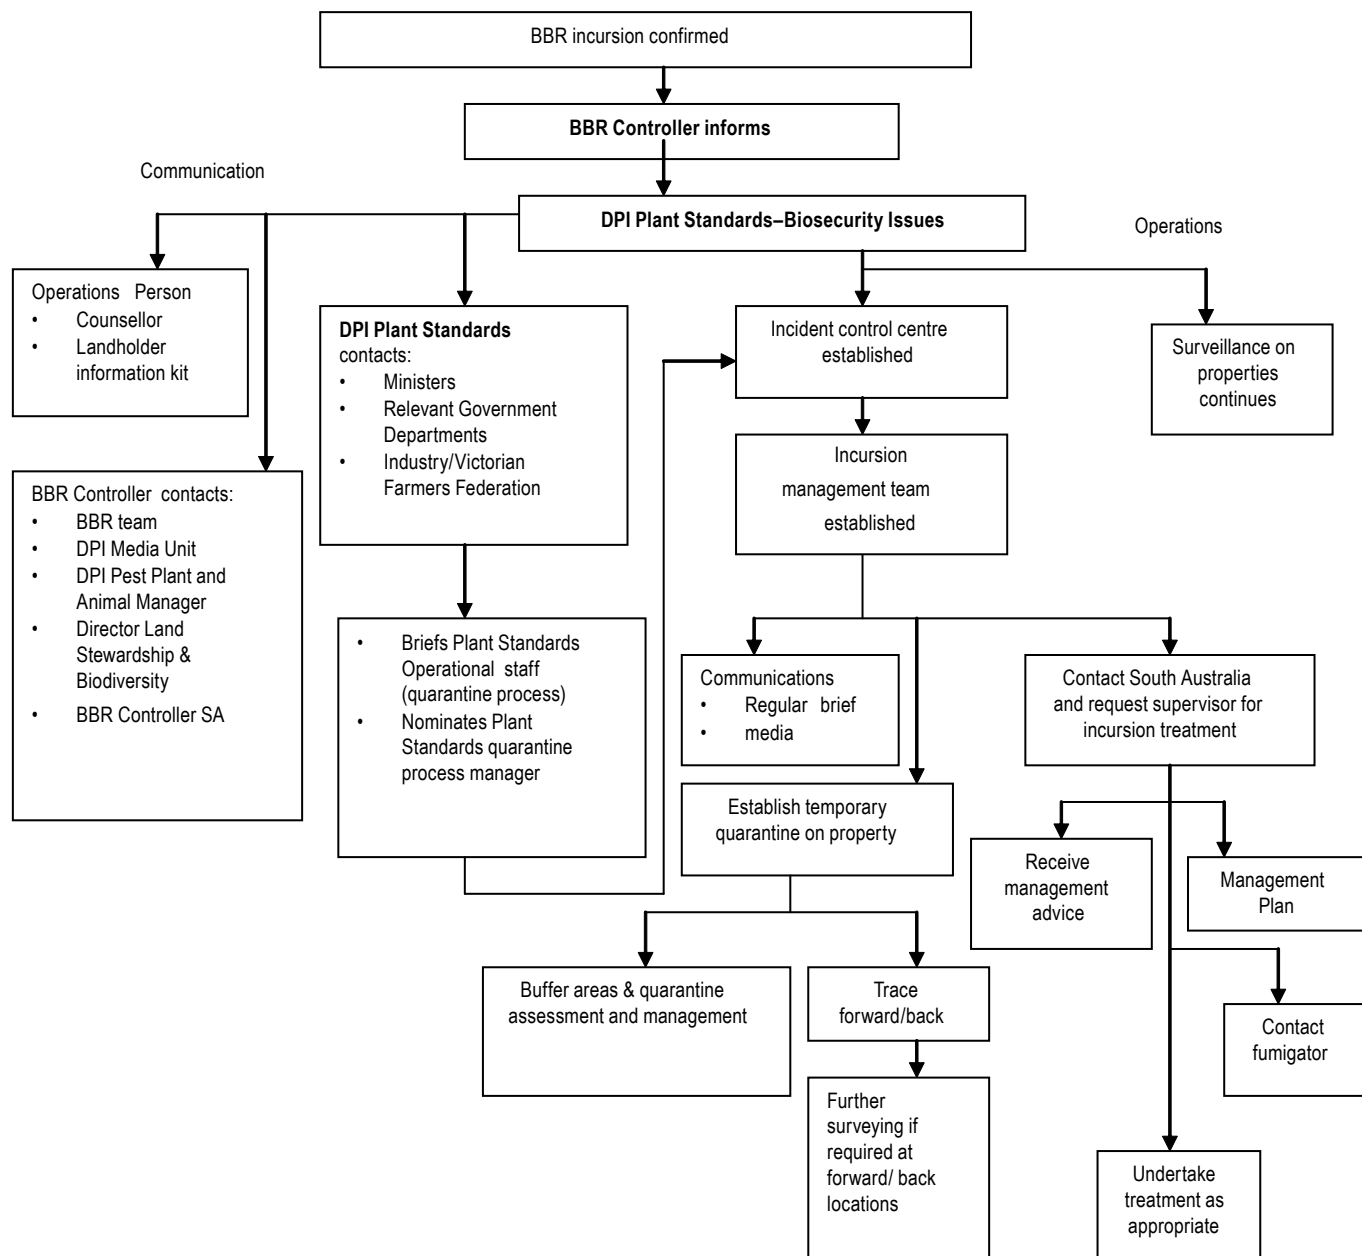 BBR incursion confirmed
BBR Controller informs
Communication
DPI Plant Standards–Biosecurity Issues
Operations
Operations Person
• Counsellor
• Landholder
information kit
DPI Plant Standards
contacts:
• Ministers
• Relevant Government
Departments
• Industry/Victorian
Farmers Federation
Incident control centre
established
Surveillance on
properties
continues
Incursion
management team
established
BBR Controller contacts:
• BBR team
• DPI Media Unit
• DPI Pest Plant and
Animal Manager
• Director Land
Stewardship &
Biodiversity
• BBR Controller SA
• Briefs Plant Standards
Operational staff
(quarantine process)
• Nominates Plant
Standards quarantine
process manager
Communications
• Regular brief
• media
Contact South Australia
and request supervisor for
incursion treatment
Establish temporary
quarantine on property
Receive
management
advice
Management
Plan
Buffer areas & quarantine
assessment and management
Trace
forward/back
Contact
fumigator
Further
surveying if
required at
forward/ back
locations
Undertake
treatment as
appropriate